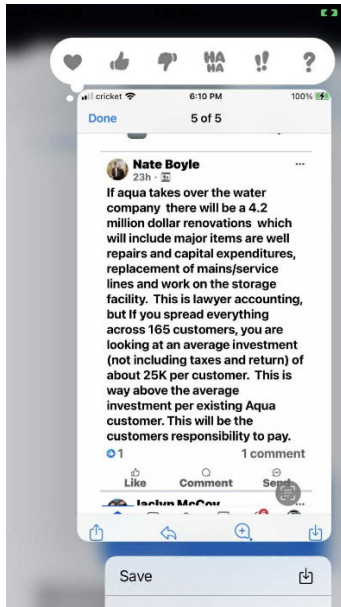 HA
HA
!!
?
cricket
6:10 PM
100%
Done
5 of 5
Nate Boyle
...
23h ·
If aqua takes over the water
company there will be a 4.2
million dollar renovations which
will include major items are well
repairs and capital expenditures,
replacement of mains/service
lines and work on the storage
facility. This is lawyer accounting,
but If you spread everything
across 165 customers, you are
looking at an average investment
(not including taxes and return) of
about 25K per customer. This is
way above the average
investment per existing Aqua
customer. This will be the
customers responsibility to pay.
1
1 comment
Like
Comment
Send
Jaclyn McCoy
Save